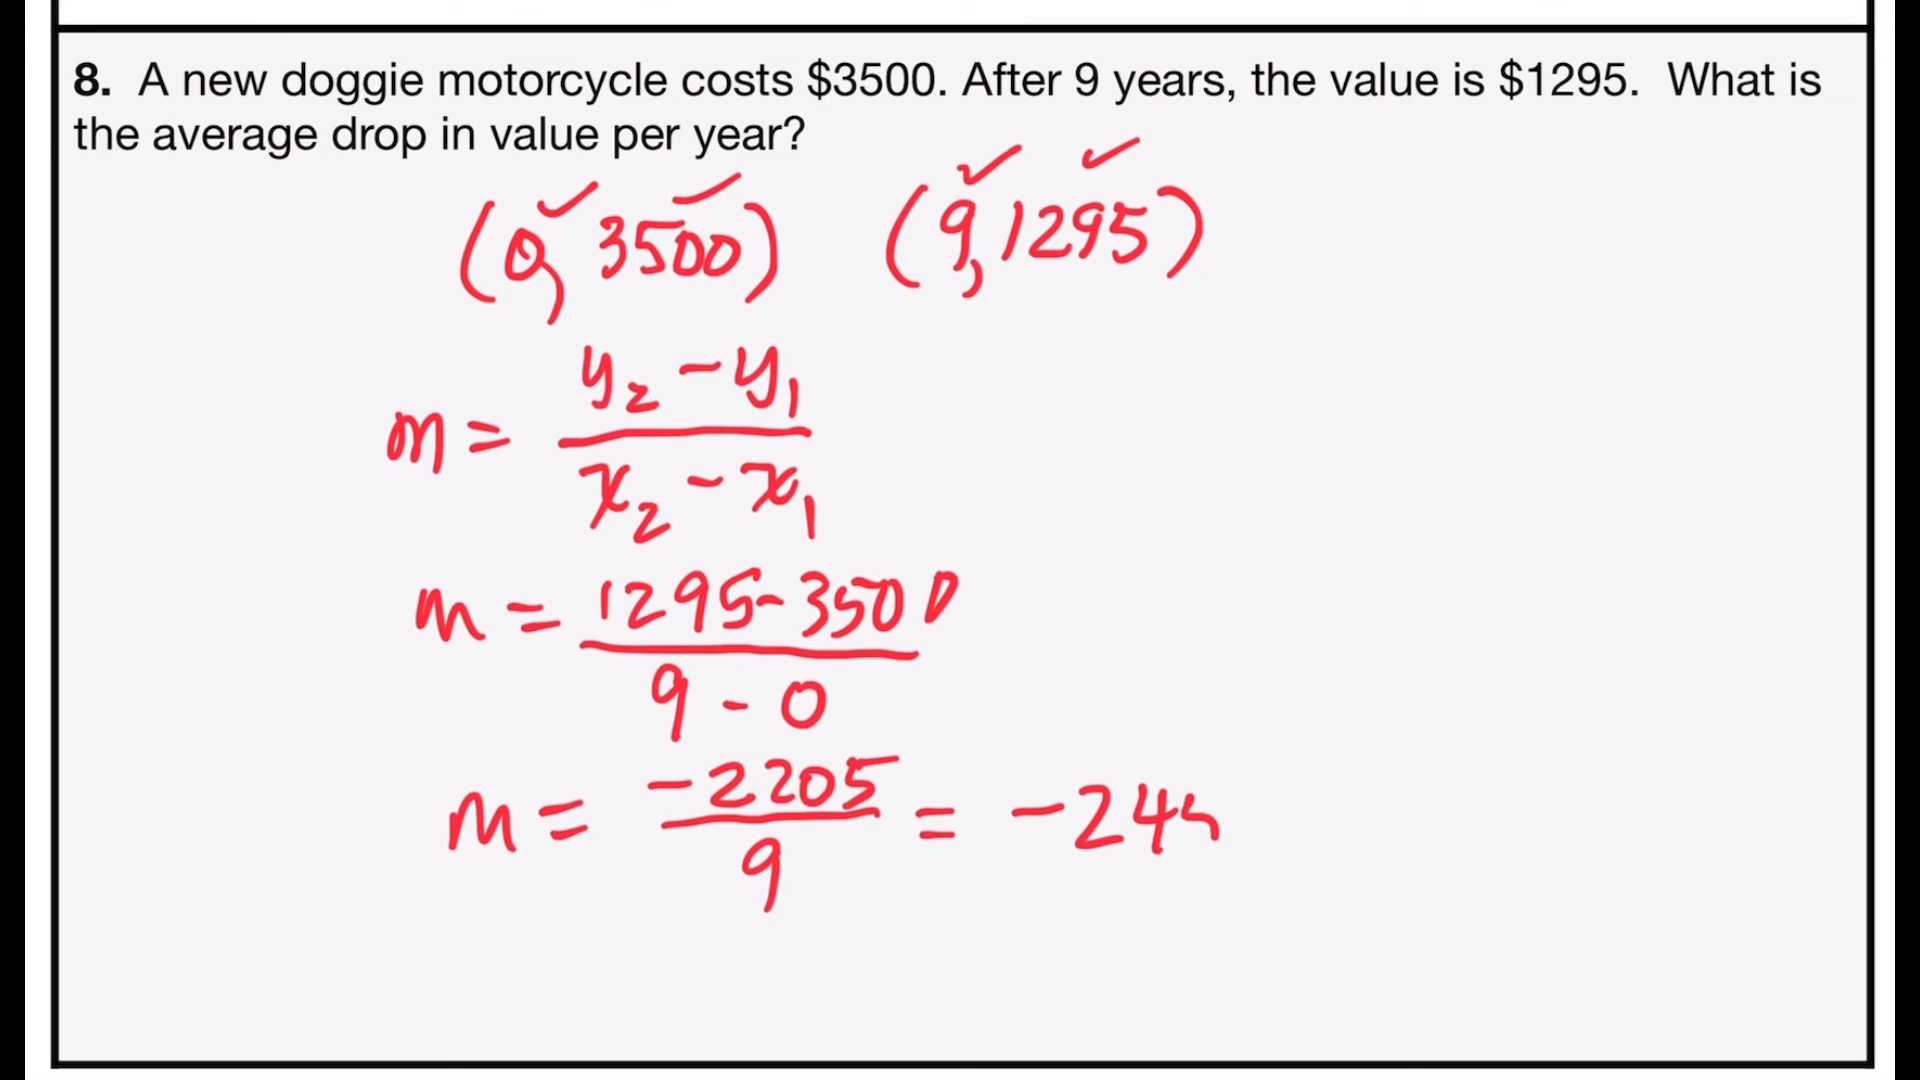 8. A new doggie motorcycle costs $3500. After 9 years, the value is $1295. What is
the average drop in value per year?
(0, 3500) (9, 1295)
m = y₂ - y₁
x₂ - x₁
m = 1295 - 3500
9 - 0
m = -2205 = -24
9